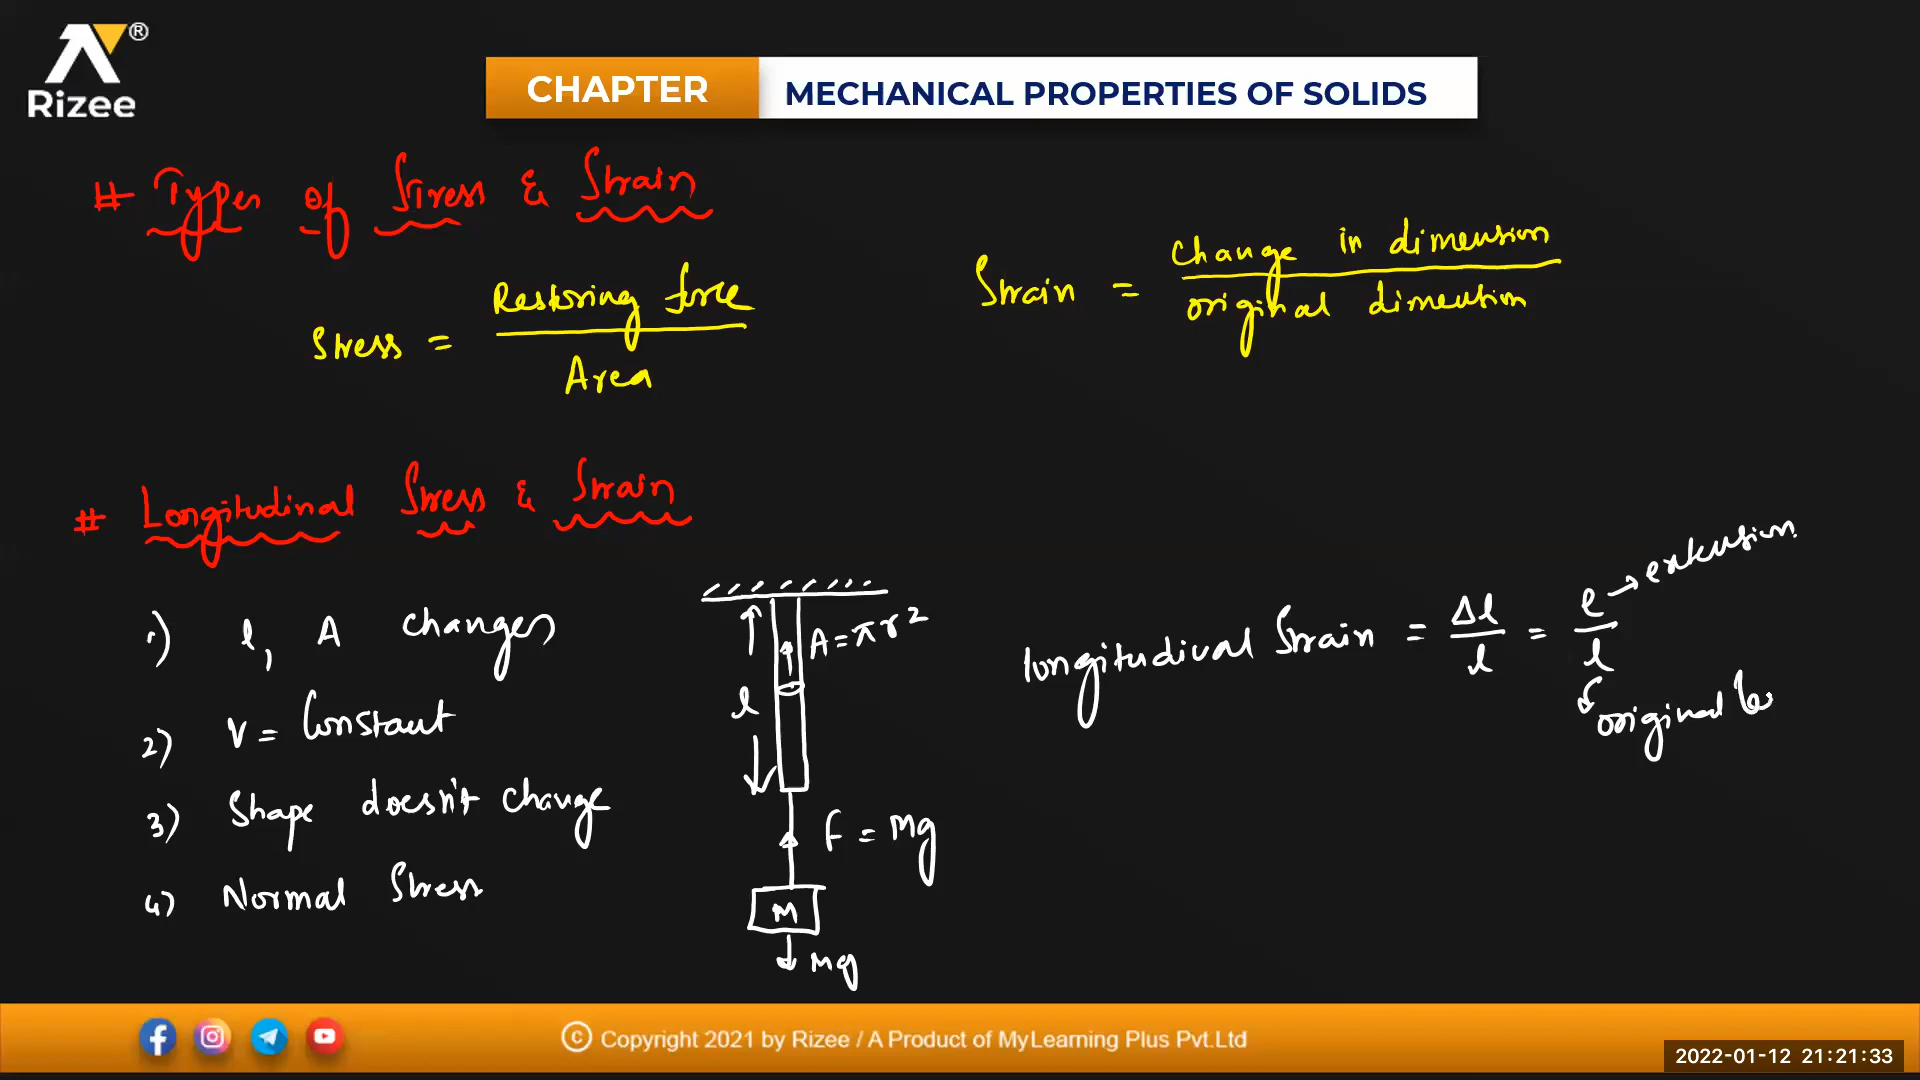 Rizee®
CHAPTER MECHANICAL PROPERTIES OF SOLIDS
# Types of Stress & Strain
Stress = Restoring force / Area
Strain = change in dimension / original dimension
# Longitudinal Stress & Strain
1) l, A changes
2) V = Constant
3) Shape doesn't change
4) Normal Stress
A = πr²
l
F = Mg
M
Mg
longitudinal Strain = Δl / l = e / l
→ extension
original
© Copyright 2021 by Rizee / A Product of MyLearning Plus Pvt.Ltd
2022-01-12 21:21:33